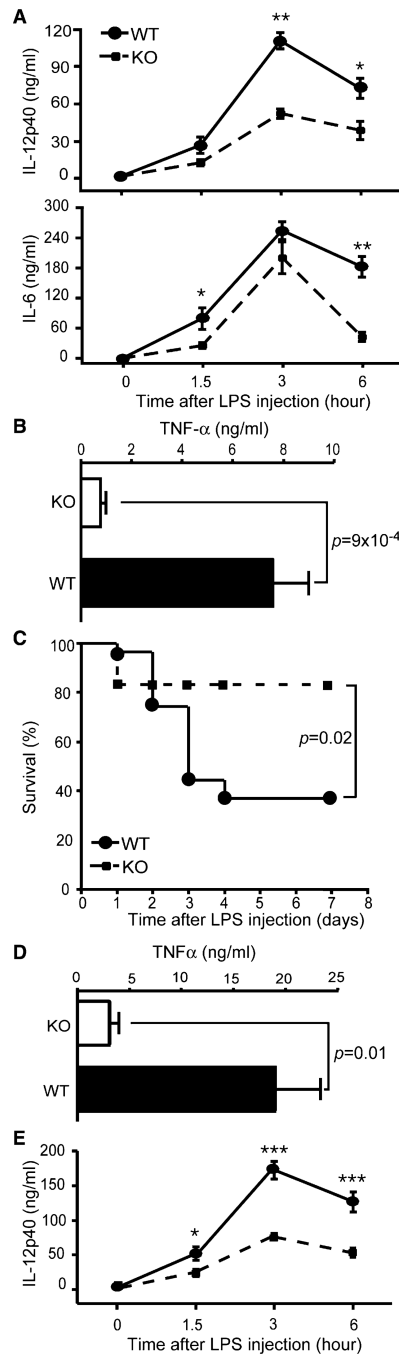 A
IL-12p40 (ng/ml)
120
90
60
30
0
WT
KO
**
*
IL-6 (ng/ml)
300
240
180
120
60
0
*
**
0 1.5 3 6
Time after LPS injection (hour)
B
TNF-α (ng/ml)
0 2 4 6 8 10
KO
WT
p=9x10-4
C
Survival (%)
100
80
60
40
20
0
p=0.02
WT
KO
0 1 2 3 4 5 6 7 8
Time after LPS injection (days)
D
TNFα (ng/ml)
0 5 10 15 20 25
KO
WT
p=0.01
E
IL-12p40 (ng/ml)
200
150
100
50
0
*
***
***
0 1.5 3 6
Time after LPS injection (hour)